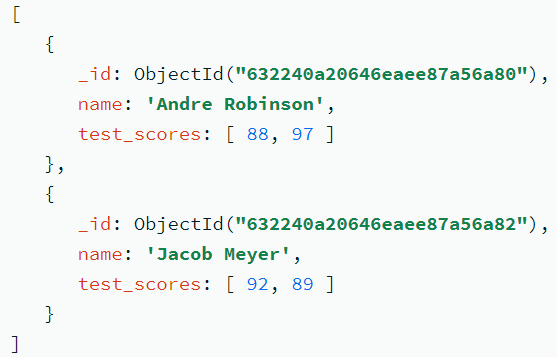 [
{
_id: ObjectId("632240a20646eaee87a56a80"),
name: 'Andre Robinson',
test_scores: [ 88, 97 ]
},
{
_id: ObjectId("632240a20646eaee87a56a82"),
name: 'Jacob Meyer',
test_scores: [ 92, 89 ]
}
]